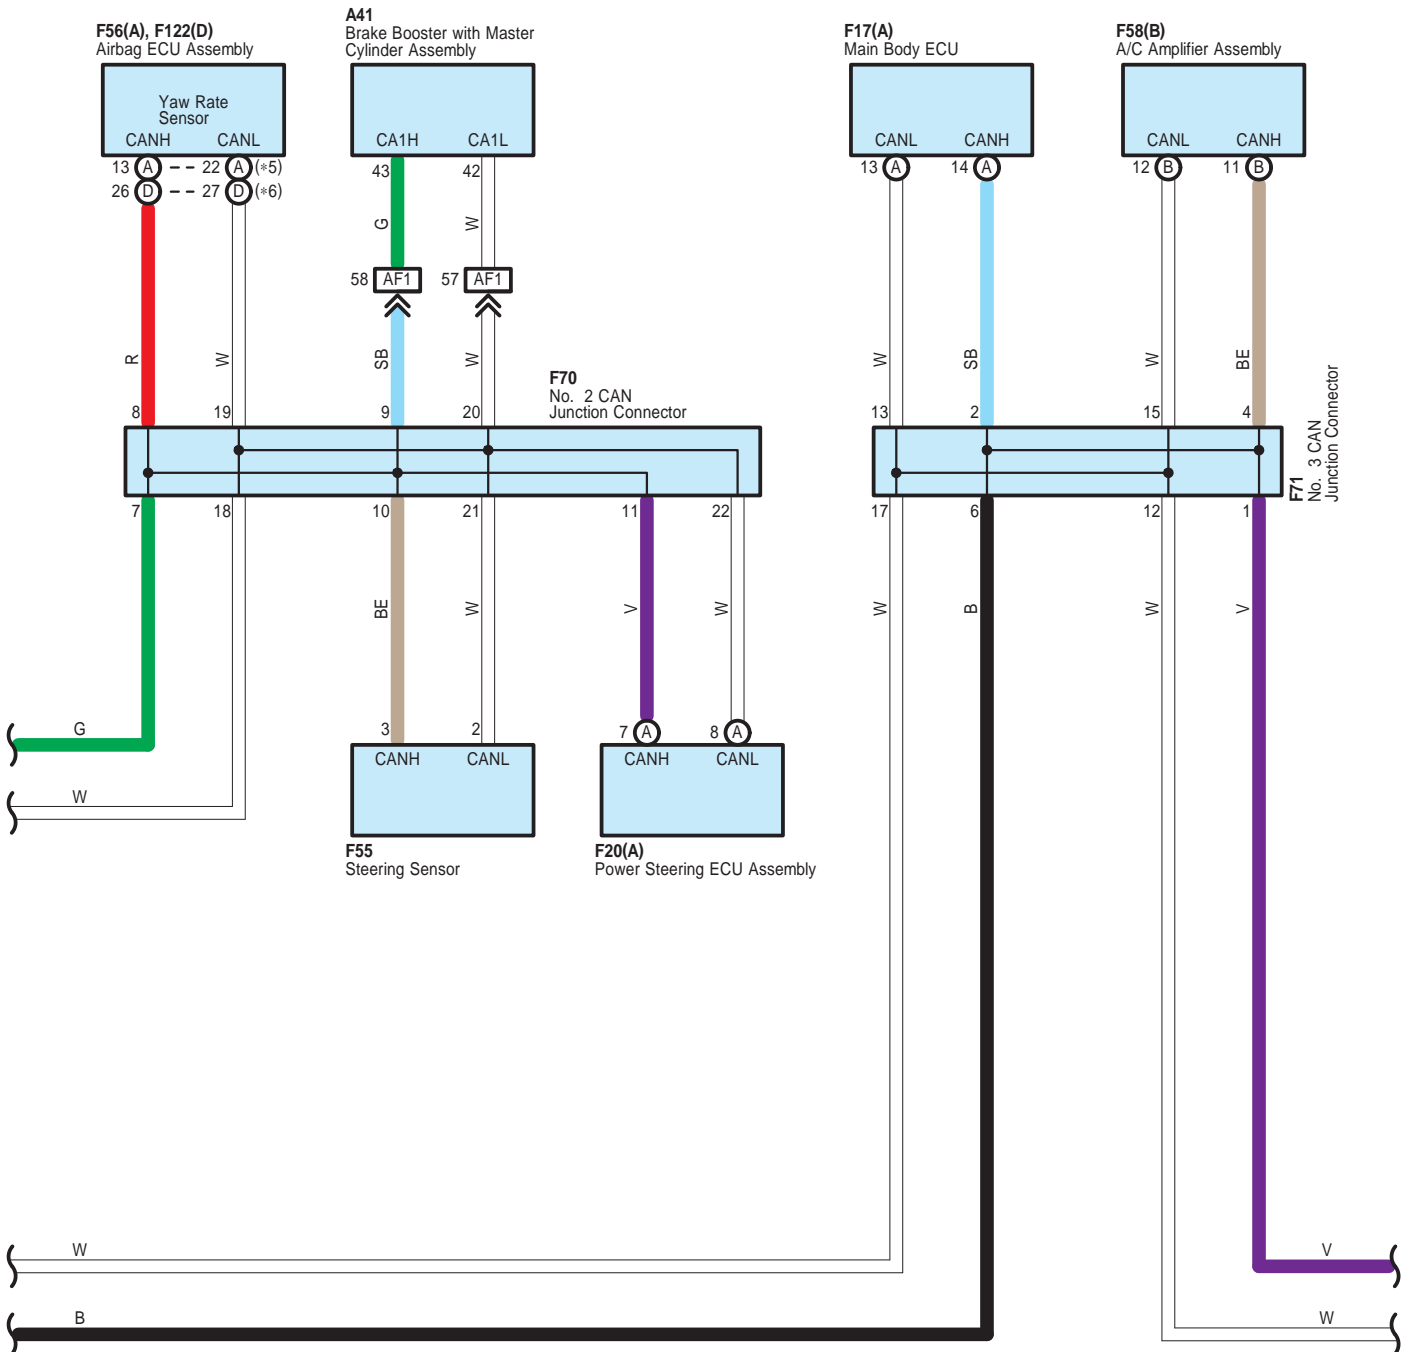 F56(A), F122(D)
Airbag ECU Assembly
A41
Brake Booster with Master
Cylinder Assembly
F17(A)
Main Body ECU
F58(B)
A/C Amplifier Assembly
Yaw Rate
Sensor
CANH CANL
CA1H CA1L
CANL CANH
CANL CANH
13 A 22 A (*5)
26 D 27 D (*6)
43 42
13 A 14 A
12 B 11 B
G W
58 AF1 57 AF1
R W SB W
W SB W BE
F70
No. 2 CAN
Junction Connector
8 19 9 20
13 2 15 4
F71
No. 3 CAN
Junction Connector
7 18 10 21 11 22
17 6 12 1
BE W V W
W B W V
G
W
3 2
7 A 8 A
CANH CANL
CANH CANL
F55
Steering Sensor
F20(A)
Power Steering ECU Assembly
W
V
B
W